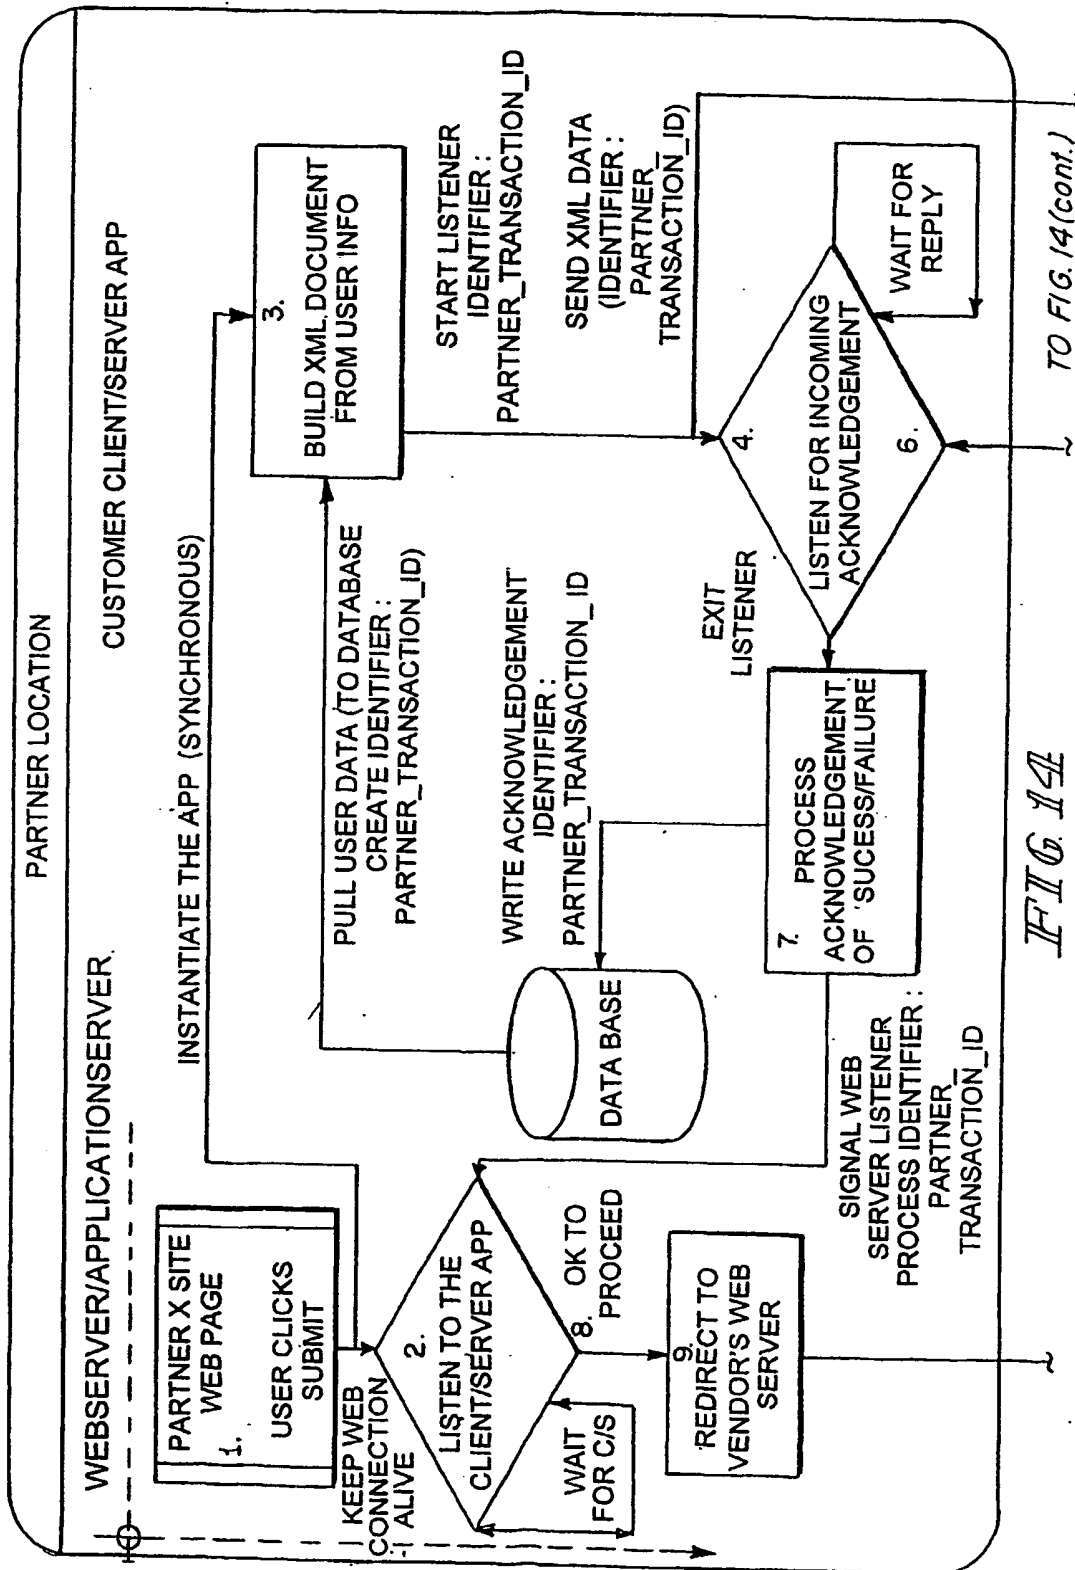 PARTNER LOCATION
WEBSERVER/APPLICATIONSERVER
CUSTOMER CLIENT/SERVER APP
INSTANTIATE THE APP (SYNCHRONOUS)
PARTNER X SITE
WEB PAGE
1.
USER CLICKS
SUBMIT
KEEP WEB
CONNECTION
ALIVE
2.
LISTEN TO THE
CLIENT/SERVER APP
WAIT
FOR C/S
8. OK TO
PROCEED
9.
REDIRECT TO
VENDOR'S WEB
SERVER
PULL USER DATA (TO DATABASE
CREATE IDENTIFIER:
PARTNER_TRANSACTION_ID)
3.
BUILD XML DOCUMENT
FROM USER INFO
START LISTENER
IDENTIFIER:
PARTNER_TRANSACTION_ID
SEND XML DATA
(IDENTIFIER:
PARTNER_
TRANSACTION_ID)
4.
LISTEN FOR INCOMING
ACKNOWLEDGEMENT
6.
WAIT FOR
REPLY
EXIT
LISTENER
WRITE ACKNOWLEDGEMENT
IDENTIFIER:
PARTNER_TRANSACTION_ID
DATA BASE
7.
PROCESS
ACKNOWLEDGEMENT
OF 'SUCESS/FAILURE
SIGNAL WEB
SERVER LISTENER
PROCESS IDENTIFIER:
PARTNER_
TRANSACTION_ID
TO FIG. 14(cont.)
FIG. 14